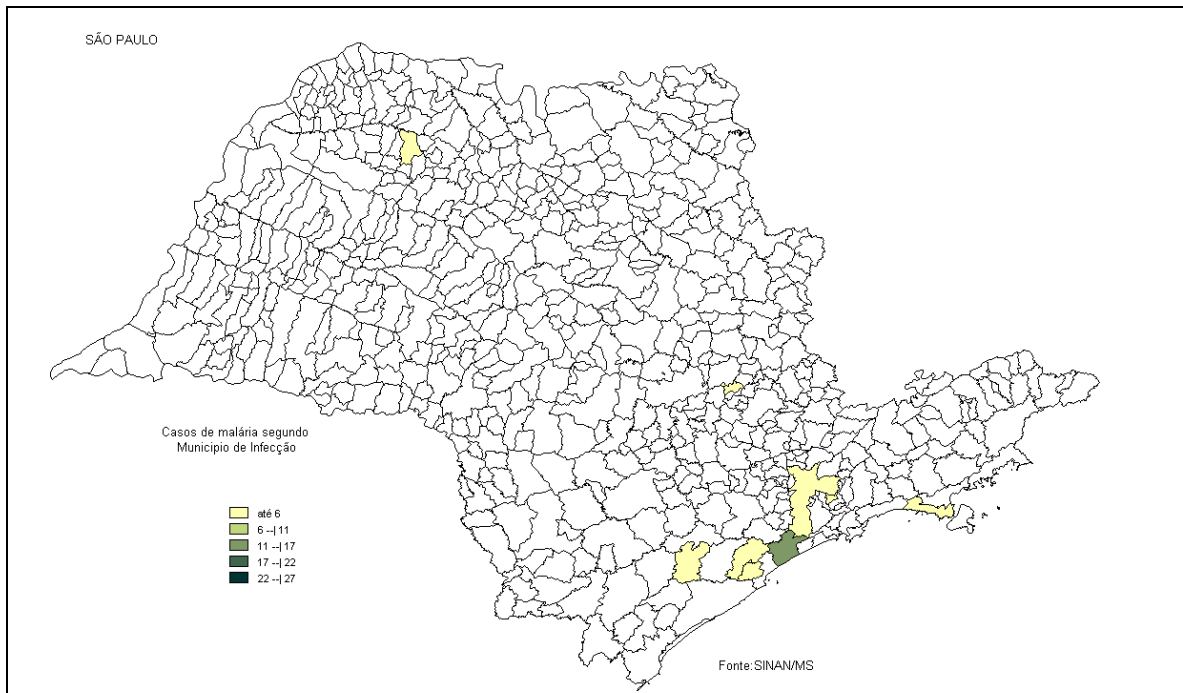 SÃO PAULO
Casos de malária segundo
Municipio de Infecção
até 6
6 --| 11
11 --| 17
17 --| 22
22 --| 27
Fonte:SINAN/MS